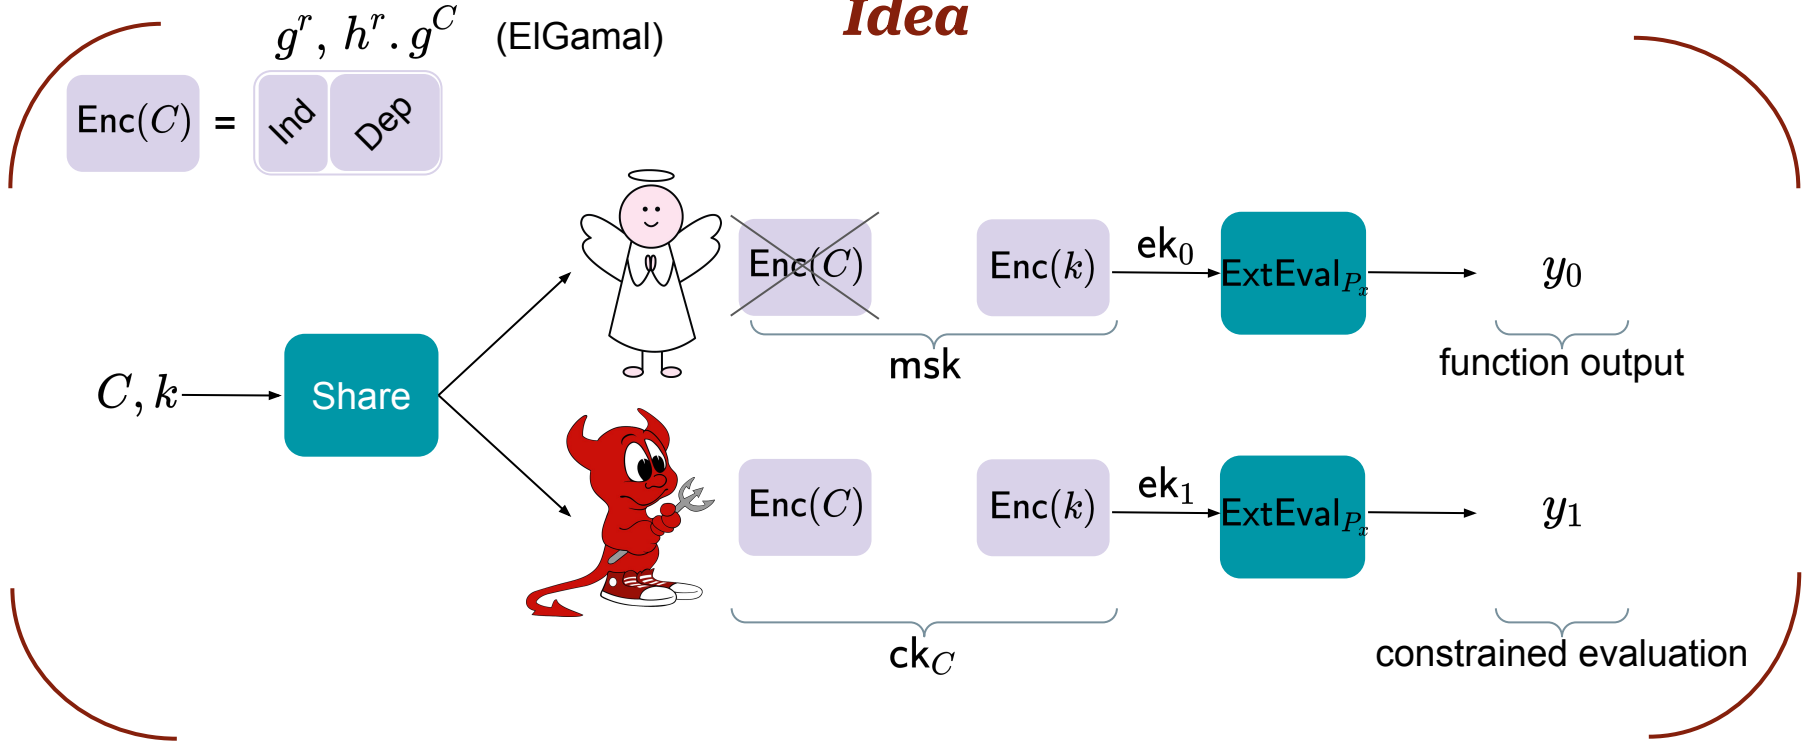 Idea
g^r, h^r . g^C (ElGamal)
Enc(C) = Ind Dep
Enc(C) Enc(k) ek_0 ExtEval_{P_x} y_0
msk
function output
C, k Share
Enc(C) Enc(k) ek_1 ExtEval_{P_x} y_1
ck_C
constrained evaluation